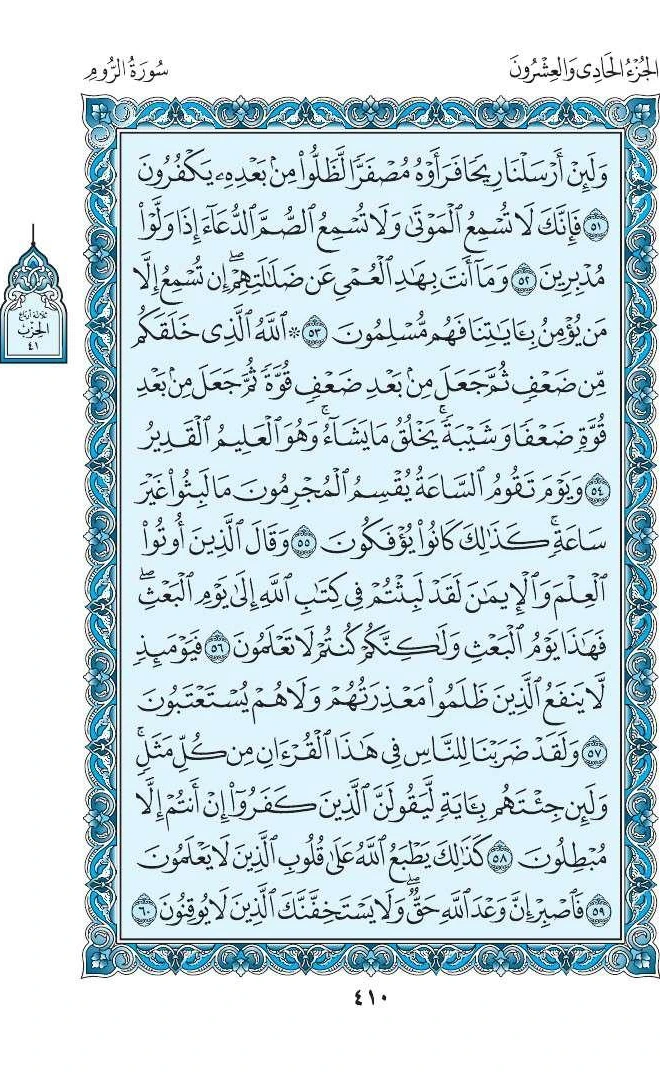 الجُزْءُ الحَادِى وَالعِشْرُونَ
سُورَةُ الرُّومِ
وَلَئِنْ أَرْسَلْنَا رِيحًا فَرَأَوْهُ مُصْفَرًّا لَّظَلُّوا۟ مِنۢ بَعْدِهِۦ يَكْفُرُونَ
٥١ فَإِنَّكَ لَا تُسْمِعُ ٱلْمَوْتَىٰ وَلَا تُسْمِعُ ٱلصُّمَّ ٱلدُّعَآءَ إِذَا وَلَّوْا۟
مُدْبِرِينَ ٥٢ وَمَآ أَنتَ بِهَٰدِ ٱلْعُمْىِ عَن ضَلَٰلَتِهِمْ ۖ إِن تُسْمِعُ إِلَّا
مَن يُؤْمِنُ بِـَٔايَٰتِنَا فَهُم مُّسْلِمُونَ ٥٣ ۞ ٱللَّهُ ٱلَّذِى خَلَقَكُم
مِّن ضَعْفٍ ثُمَّ جَعَلَ مِنۢ بَعْدِ ضَعْفٍ قُوَّةً ثُمَّ جَعَلَ مِنۢ بَعْدِ
قُوَّةٍ ضَعْفًا وَشَيْبَةً ۚ يَخْلُقُ مَا يَشَآءُ ۚ وَهُوَ ٱلْعَلِيمُ ٱلْقَدِيرُ
٥٤ وَيَوْمَ تَقُومُ ٱلسَّاعَةُ يُقْسِمُ ٱلْمُجْرِمُونَ مَا لَبِثُوا۟ غَيْرَ
سَاعَةٍ ۚ كَذَٰلِكَ كَانُوا۟ يُؤْفَكُونَ ٥٥ وَقَالَ ٱلَّذِينَ أُوتُوا۟
ٱلْعِلْمَ وَٱلْإِيمَٰنَ لَقَدْ لَبِثْتُمْ فِى كِتَٰبِ ٱللَّهِ إِلَىٰ يَوْمِ ٱلْبَعْثِ ۖ
فَهَٰذَا يَوْمُ ٱلْبَعْثِ وَلَٰكِنَّكُمْ كُنتُمْ لَا تَعْلَمُونَ ٥٦ فَيَوْمَئِذٍ
لَّا يَنفَعُ ٱلَّذِينَ ظَلَمُوا۟ مَعْذِرَتُهُمْ وَلَا هُمْ يُسْتَعْتَبُونَ
٥٧ وَلَقَدْ ضَرَبْنَا لِلنَّاسِ فِى هَٰذَا ٱلْقُرْءَانِ مِن كُلِّ مَثَلٍ ۚ
وَلَئِن جِئْتَهُم بِـَٔايَةٍ لَّيَقُولَنَّ ٱلَّذِينَ كَفَرُوٓا۟ إِنْ أَنتُمْ إِلَّا
مُبْطِلُونَ ٥٨ كَذَٰلِكَ يَطْبَعُ ٱللَّهُ عَلَىٰ قُلُوبِ ٱلَّذِينَ لَا يَعْلَمُونَ
٥٩ فَٱصْبِرْ إِنَّ وَعْدَ ٱللَّهِ حَقٌّ ۖ وَلَا يَسْتَخِفَّنَّكَ ٱلَّذِينَ لَا يُوقِنُونَ ٦٠
ثلاثة أرباع
الحزب
٤١
٤١٠